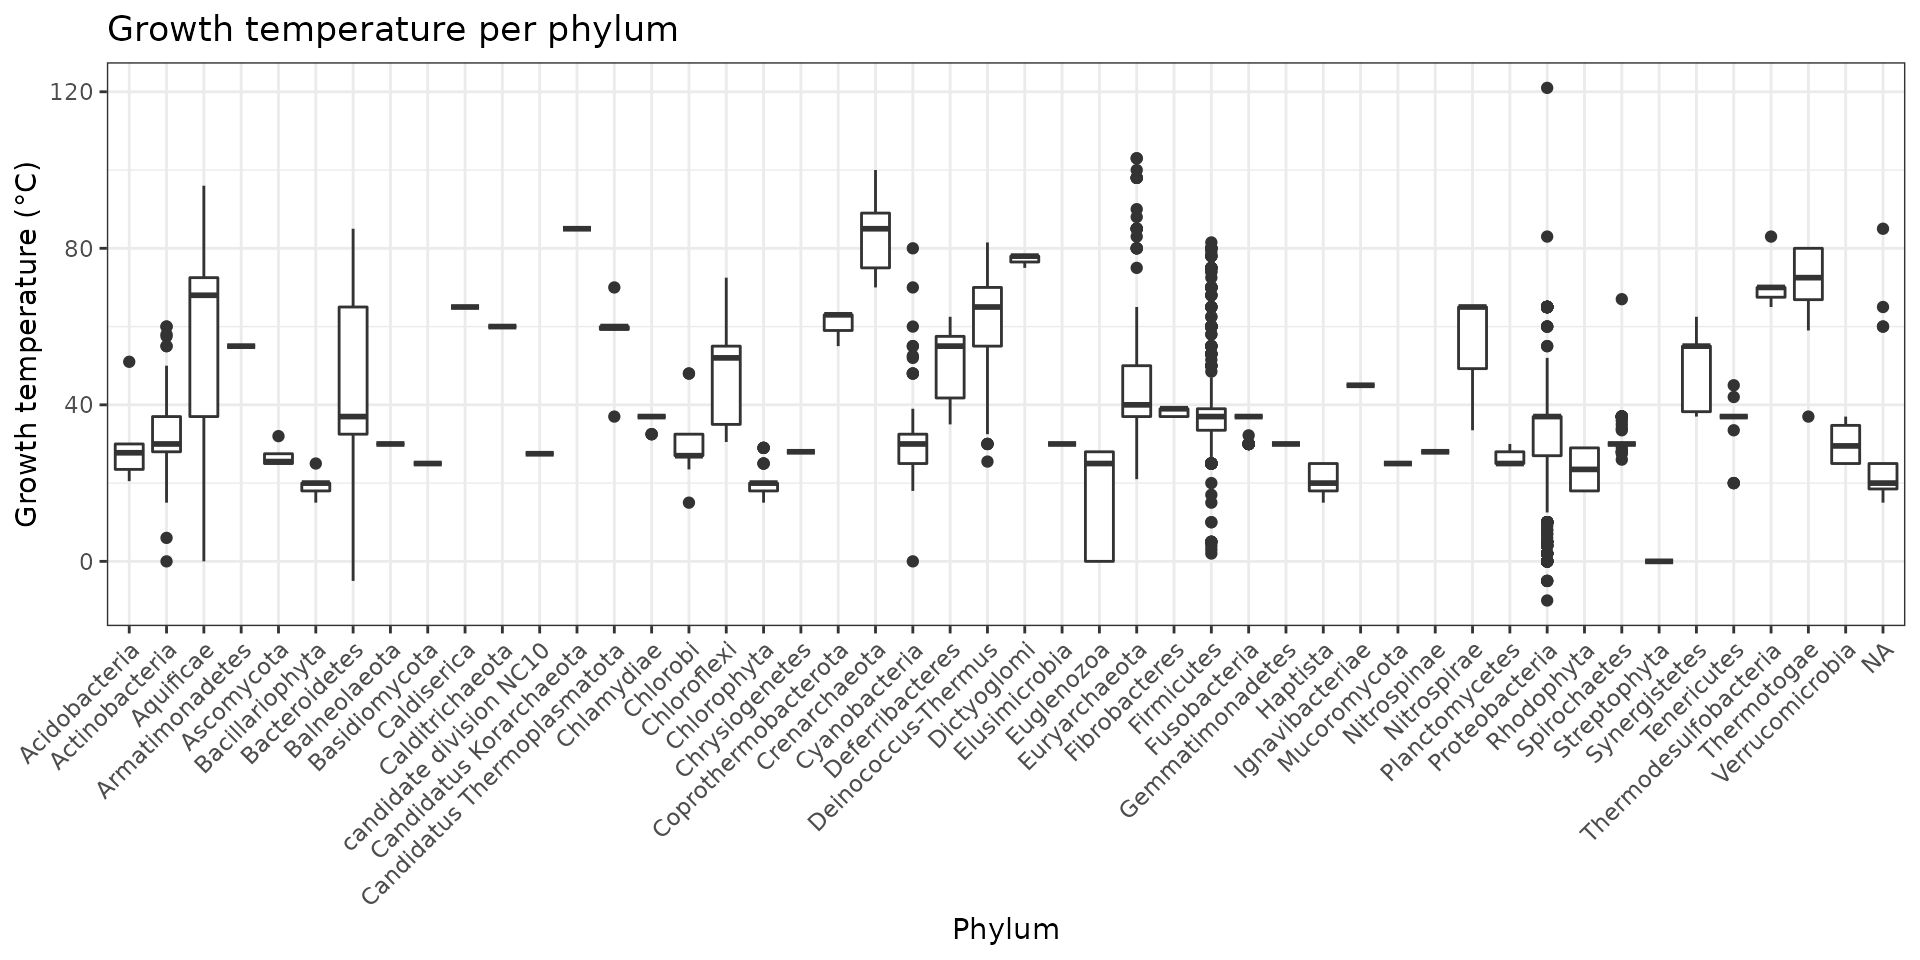 Growth temperature per phylum
Growth temperature (°C)
120
80
40
0
Acidobacteria
Actinobacteria
Aquificae
Armatimonadetes
Ascomycota
Bacillariophyta
Bacteroidetes
Balneolaeota
Basidiomycota
Caldiserica
Calditrichaeota
candidate division NC10
Candidatus Korarchaeota
Candidatus Thermoplasmatota
Chlamydiae
Chlorobi
Chloroflexi
Chlorophyta
Chrysiogenetes
Coprothermobacterota
Crenarchaeota
Cyanobacteria
Deferribacteres
Deinococcus-Thermus
Dictyoglomi
Elusimicrobia
Euglenozoa
Euryarchaeota
Fibrobacteres
Firmicutes
Fusobacteria
Gemmatimonadetes
Haptista
Ignavibacteriae
Mucoromycota
Nitrospinae
Nitrospirae
Planctomycetes
Proteobacteria
Rhodophyta
Spirochaetes
Streptophyta
Synergistetes
Tenericutes
Thermodesulfobacteria
Thermotogae
Verrucomicrobia
NA
Phylum